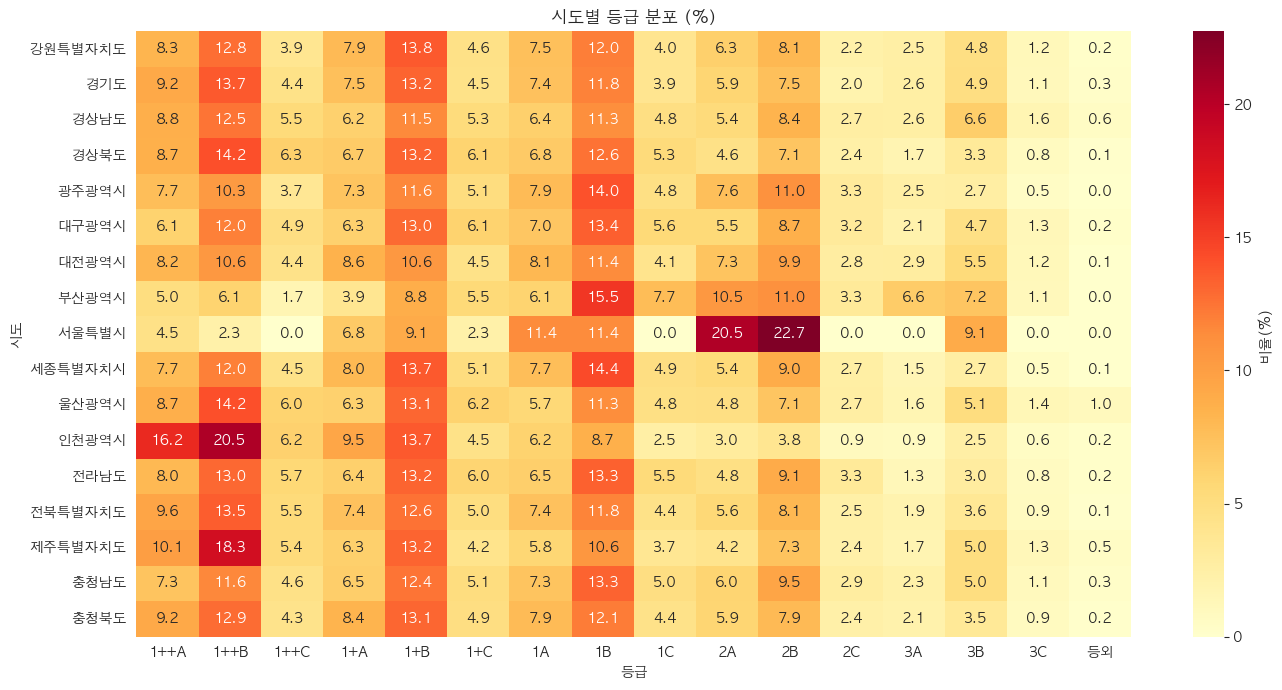 시도별 등급 분포 (%)
강원특별자치도 8.3 12.8 3.9 7.9 13.8 4.6 7.5 12.0 4.0 6.3 8.1 2.2 2.5 4.8 1.2 0.2
경기도 9.2 13.7 4.4 7.5 13.2 4.5 7.4 11.8 3.9 5.9 7.5 2.0 2.6 4.9 1.1 0.3
경상남도 8.8 12.5 5.5 6.2 11.5 5.3 6.4 11.3 4.8 5.4 8.4 2.7 2.6 6.6 1.6 0.6
경상북도 8.7 14.2 6.3 6.7 13.2 6.1 6.8 12.6 5.3 4.6 7.1 2.4 1.7 3.3 0.8 0.1
광주광역시 7.7 10.3 3.7 7.3 11.6 5.1 7.9 14.0 4.8 7.6 11.0 3.3 2.5 2.7 0.5 0.0
대구광역시 6.1 12.0 4.9 6.3 13.0 6.1 7.0 13.4 5.6 5.5 8.7 3.2 2.1 4.7 1.3 0.2
대전광역시 8.2 10.6 4.4 8.6 10.6 4.5 8.1 11.4 4.1 7.3 9.9 2.8 2.9 5.5 1.2 0.1
부산광역시 5.0 6.1 1.7 3.9 8.8 5.5 6.1 15.5 7.7 10.5 11.0 3.3 6.6 7.2 1.1 0.0
서울특별시 4.5 2.3 0.0 6.8 9.1 2.3 11.4 11.4 0.0 20.5 22.7 0.0 0.0 9.1 0.0 0.0
세종특별자치시 7.7 12.0 4.5 8.0 13.7 5.1 7.7 14.4 4.9 5.4 9.0 2.7 1.5 2.7 0.5 0.1
울산광역시 8.7 14.2 6.0 6.3 13.1 6.2 5.7 11.3 4.8 4.8 7.1 2.7 1.6 5.1 1.4 1.0
인천광역시 16.2 20.5 6.2 9.5 13.7 4.5 6.2 8.7 2.5 3.0 3.8 0.9 0.9 2.5 0.6 0.2
전라남도 8.0 13.0 5.7 6.4 13.2 6.0 6.5 13.3 5.5 4.8 9.1 3.3 1.3 3.0 0.8 0.2
전북특별자치도 9.6 13.5 5.5 7.4 12.6 5.0 7.4 11.8 4.4 5.6 8.1 2.5 1.9 3.6 0.9 0.1
제주특별자치도 10.1 18.3 5.4 6.3 13.2 4.2 5.8 10.6 3.7 4.2 7.3 2.4 1.7 5.0 1.3 0.5
충청남도 7.3 11.6 4.6 6.5 12.4 5.1 7.3 13.3 5.0 6.0 9.5 2.9 2.3 5.0 1.1 0.3
충청북도 9.2 12.9 4.3 8.4 13.1 4.9 7.9 12.1 4.4 5.9 7.9 2.4 2.1 3.5 0.9 0.2
1++A 1++B 1++C 1+A 1+B 1+C 1A 1B 1C 2A 2B 2C 3A 3B 3C 등외
등급
시도
20
15
10
5
0
비율(%)